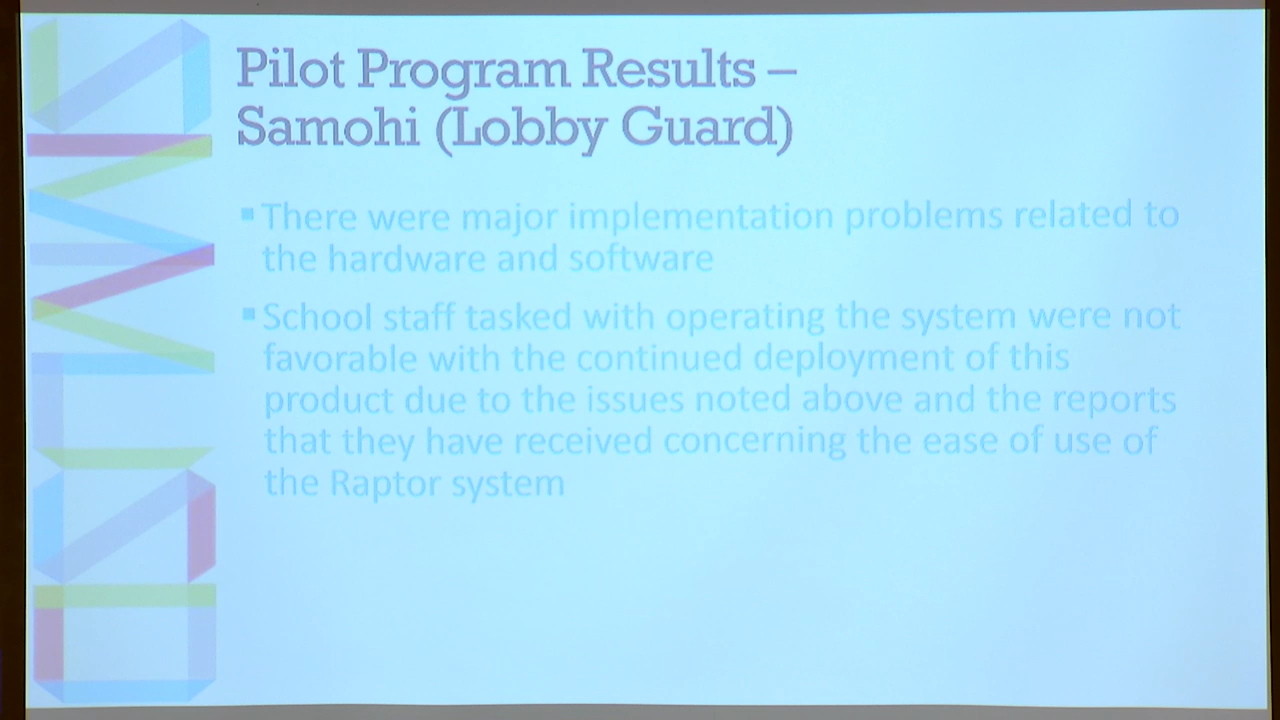 Pilot Program Results –
Samohi (Lobby Guard)
▪ There were major implementation problems related to
the hardware and software
▪ School staff tasked with operating the system were not
favorable with the continued deployment of this
product due to the issues noted above and the reports
that they have received concerning the ease of use of
the Raptor system
SMMUSD